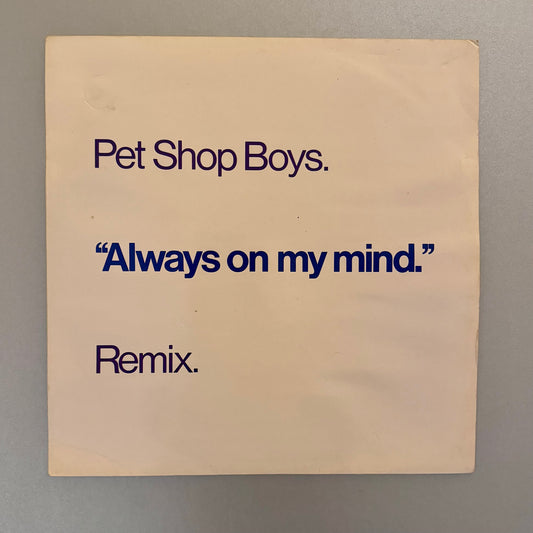 Pet Shop Boys.
“Always on my mind.”
Remix.